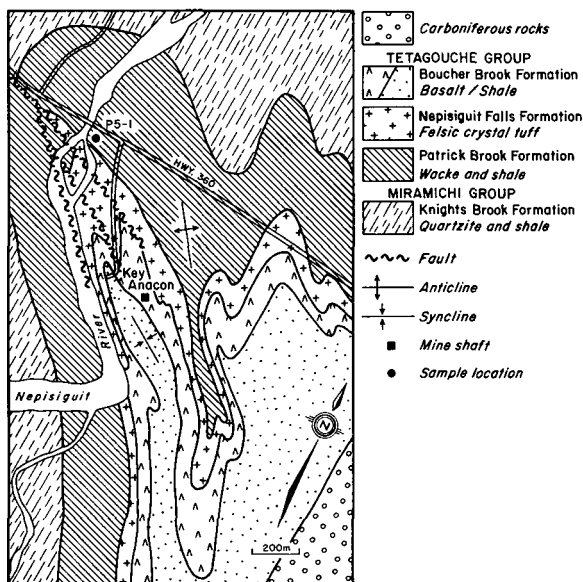 P5-1
HWY. 360
Key
Anacon
River
Nepisiguit
N
200m
Carboniferous rocks
TETAGOUCHE GROUP
Boucher Brook Formation
Basalt / Shale
Nepisiguit Falls Formation
Felsic crystal tuff
Patrick Brook Formation
Wacke and shale
MIRAMICHI GROUP
Knights Brook Formation
Quartzite and shale
Fault
Anticline
Syncline
Mine shaft
Sample location